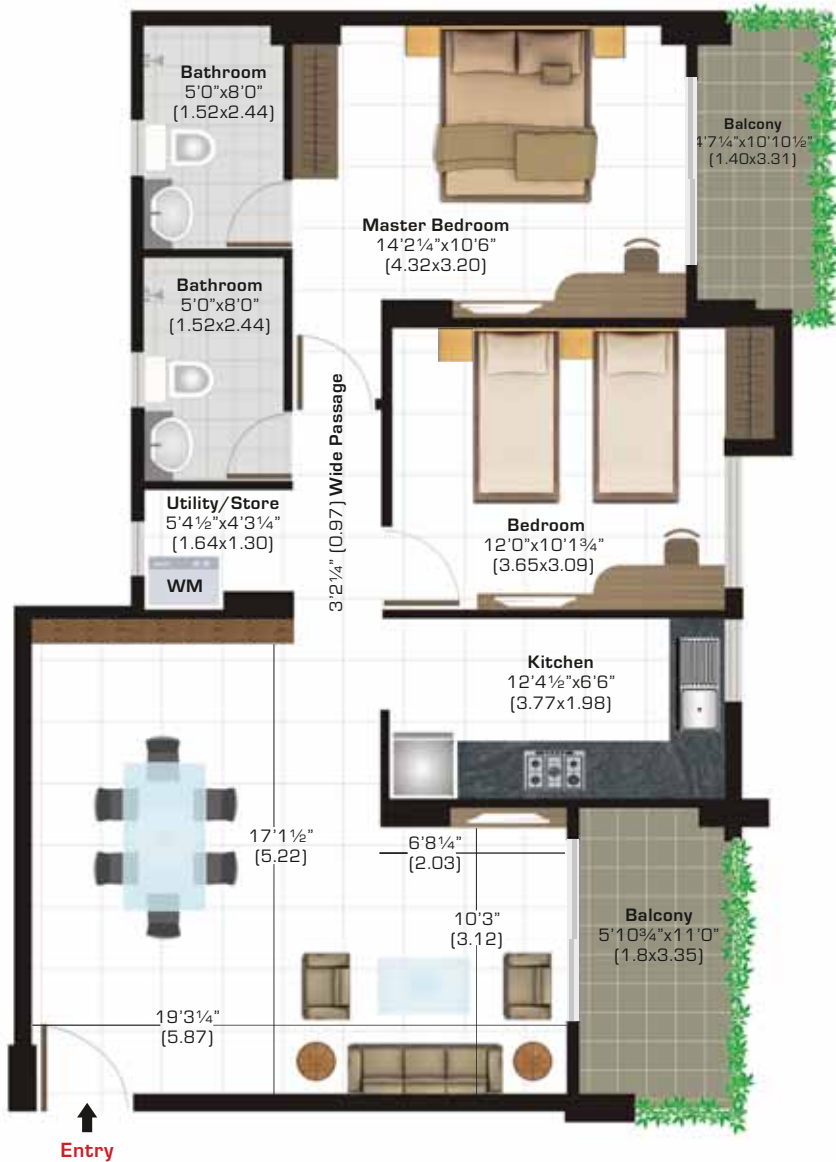 Bathroom
5'0"x8'0"
(1.52x2.44)
Balcony
4'7¼"x10'10½"
(1.40x3.31)
Master Bedroom
14'2¼"x10'6"
(4.32x3.20)
Bathroom
5'0"x8'0"
(1.52x2.44)
3'2¼" (0.97) Wide Passage
Utility/Store
5'4½"x4'3¼"
(1.64x1.30)
WM
Bedroom
12'0"x10'1¾"
(3.65x3.09)
Kitchen
12'4½"x6'6"
(3.77x1.98)
17'1½"
(5.22)
6'8¼"
(2.03)
10'3"
(3.12)
Balcony
5'10¾"x11'0"
(1.8x3.35)
19'3¼"
(5.87)
Entry